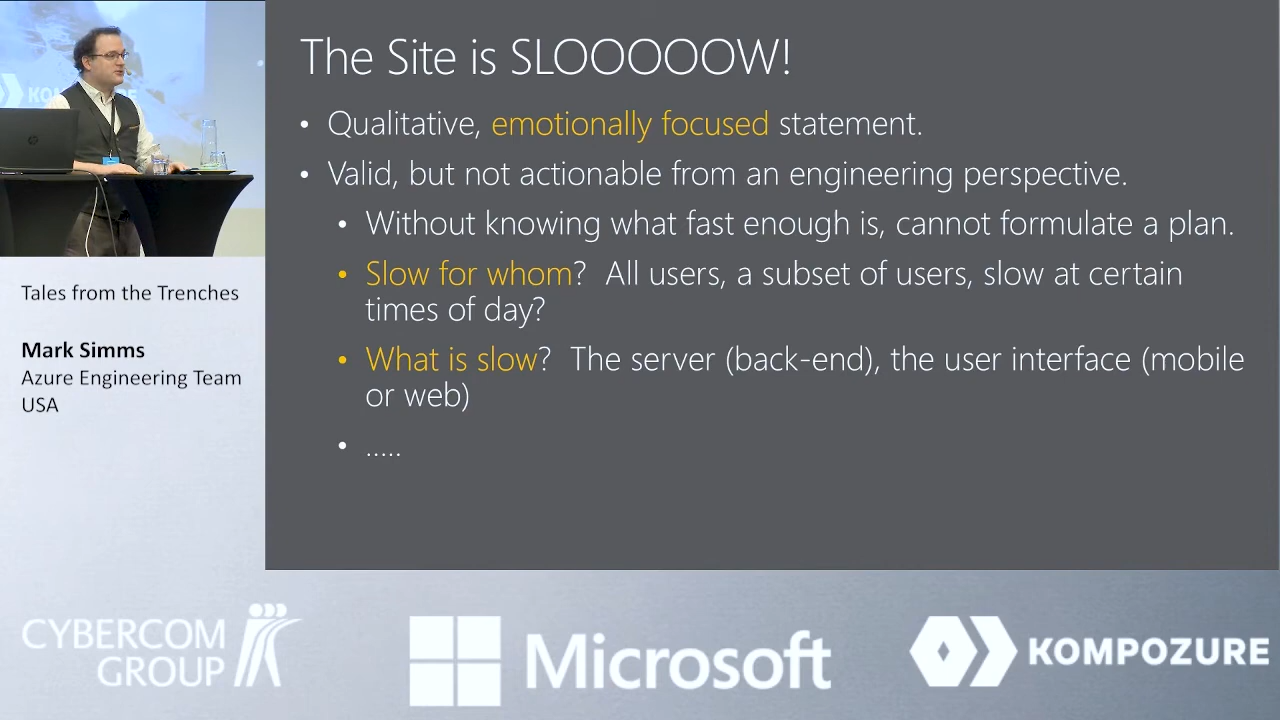 The Site is SLOOOOOW!
• Qualitative, emotionally focused statement.
• Valid, but not actionable from an engineering perspective.
• Without knowing what fast enough is, cannot formulate a plan.
• Slow for whom? All users, a subset of users, slow at certain
times of day?
• What is slow? The server (back-end), the user interface (mobile
or web)
• .....
Tales from the Trenches
Mark Simms
Azure Engineering Team
USA
CYBERCOM
GROUP
Microsoft
KOMPOZURE